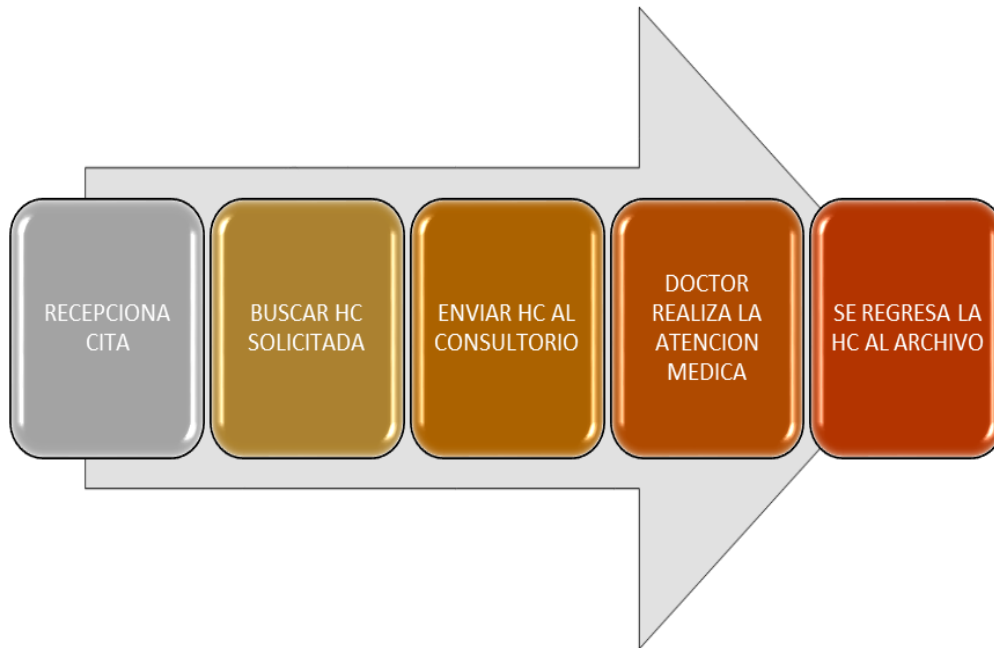 RECEPCIONA
CITA
BUSCAR HC
SOLICITADA
ENVIAR HC AL
CONSULTORIO
DOCTOR
REALIZA LA
ATENCION
MEDICA
SE REGRESA LA
HC AL ARCHIVO